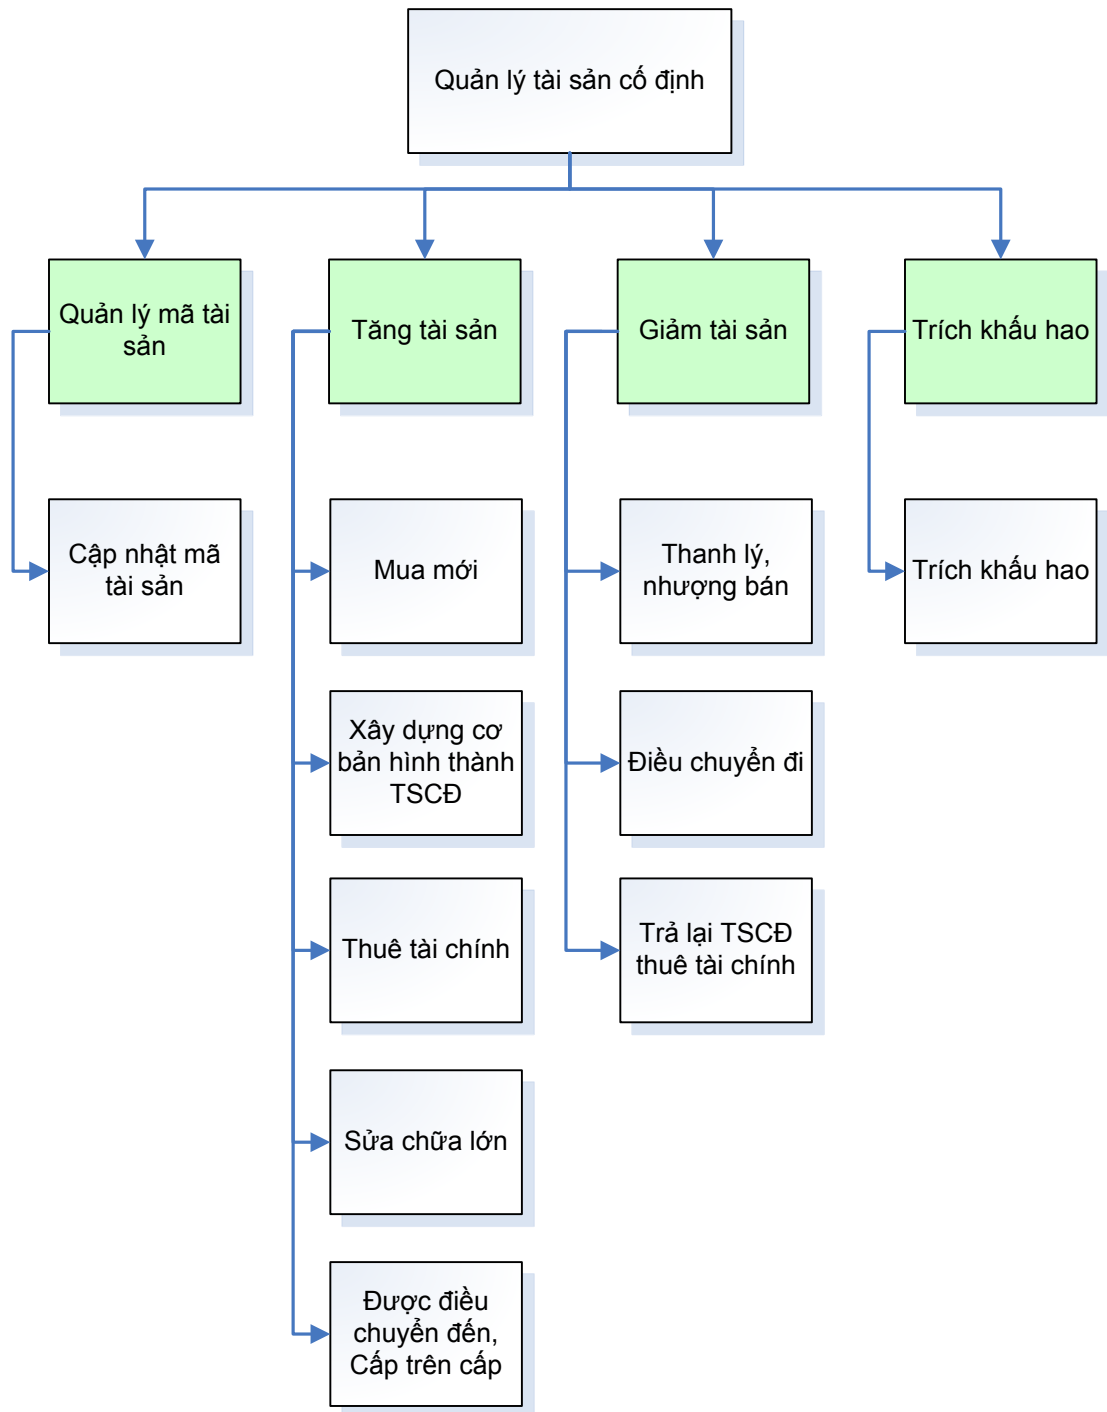 Quản lý tài sản cố định
Quản lý mã tài
sản
Tăng tài sản
Giảm tài sản
Trích khấu hao
Cập nhật mã
tài sản
Mua mới
Thanh lý,
nhượng bán
Trích khấu hao
Xây dựng cơ
bản hình thành
TSCĐ
Điều chuyển đi
Thuê tài chính
Trả lại TSCĐ
thuê tài chính
Sửa chữa lớn
Được điều
chuyển đến,
Cấp trên cấp